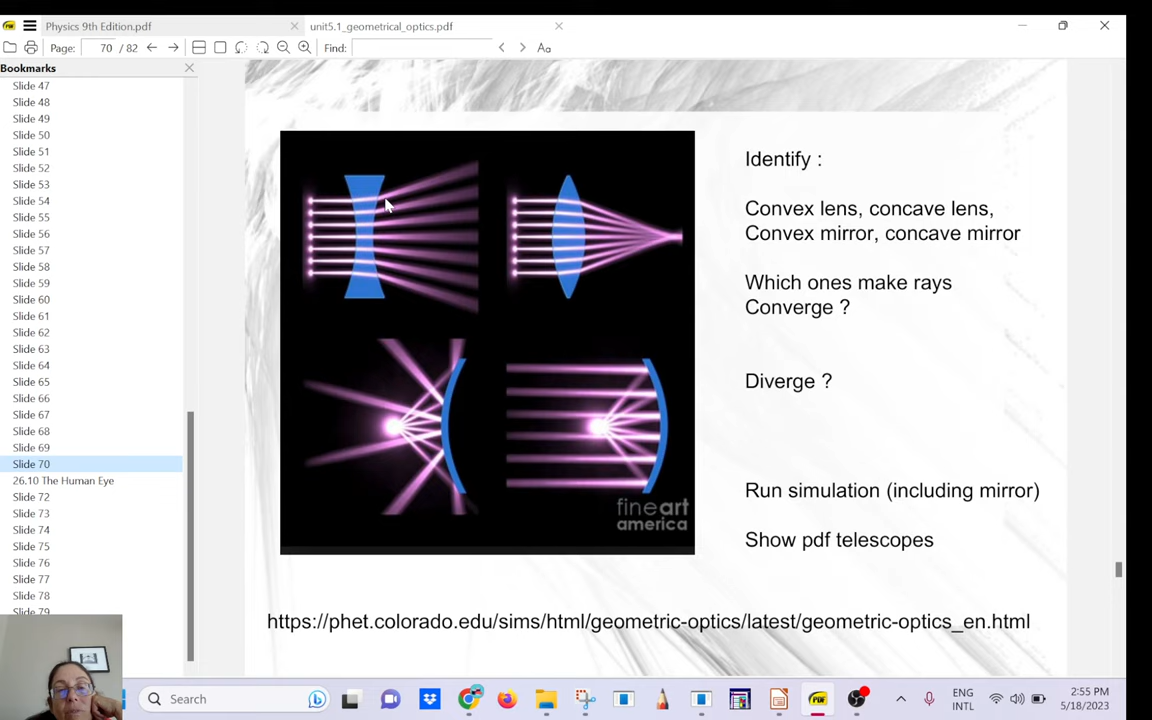 Physics 9th Edition.pdf
unit5.1_geometrical_optics.pdf
Page: 70 / 82
Find:
Aa
Bookmarks
Slide 47
Slide 48
Slide 49
Slide 50
Slide 51
Slide 52
Slide 53
Slide 54
Slide 55
Slide 56
Slide 57
Slide 58
Slide 59
Slide 60
Slide 61
Slide 62
Slide 63
Slide 64
Slide 65
Slide 66
Slide 67
Slide 68
Slide 69
Slide 70
26.10 The Human Eye
Slide 72
Slide 73
Slide 74
Slide 75
Slide 76
Slide 77
Slide 78
Slide 79
Identify :
Convex lens, concave lens,
Convex mirror, concave mirror
Which ones make rays
Converge ?
Diverge ?
Run simulation (including mirror)
Show pdf telescopes
fineart
america
https://phet.colorado.edu/sims/html/geometric-optics/latest/geometric-optics_en.html
Search
ENG
INTL
2:55 PM
5/18/2023